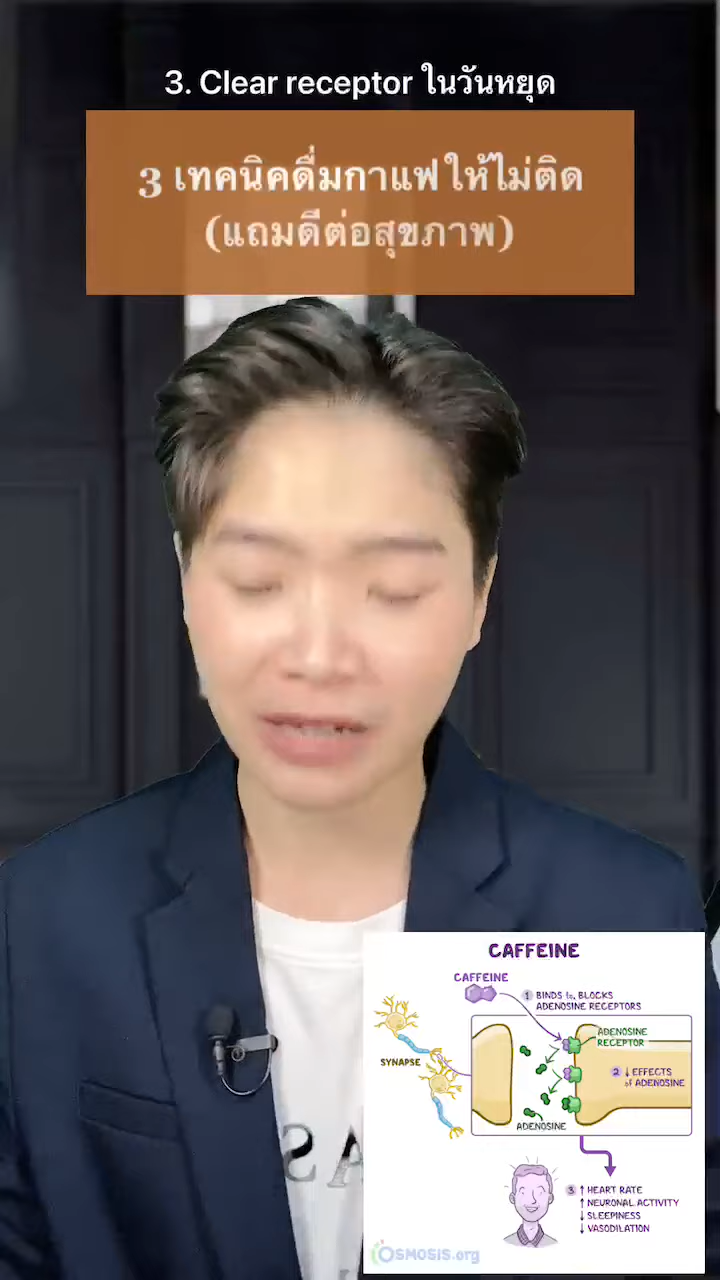 3. Clear receptor ในวันหยุด
3 เทคนิคดื่มกาแฟให้ไม่ติด
(แถมดีต่อสุขภาพ)
CAFFEINE
CAFFEINE
1 BINDS to, BLOCKS
ADENOSINE RECEPTORS
ADENOSINE
RECEPTOR
SYNAPSE
2 ↓ EFFECTS
of ADENOSINE
ADENOSINE
3 ↑ HEART RATE
↑ NEURONAL ACTIVITY
↓ SLEEPINESS
↓ VASODILATION
OSMOSIS.org